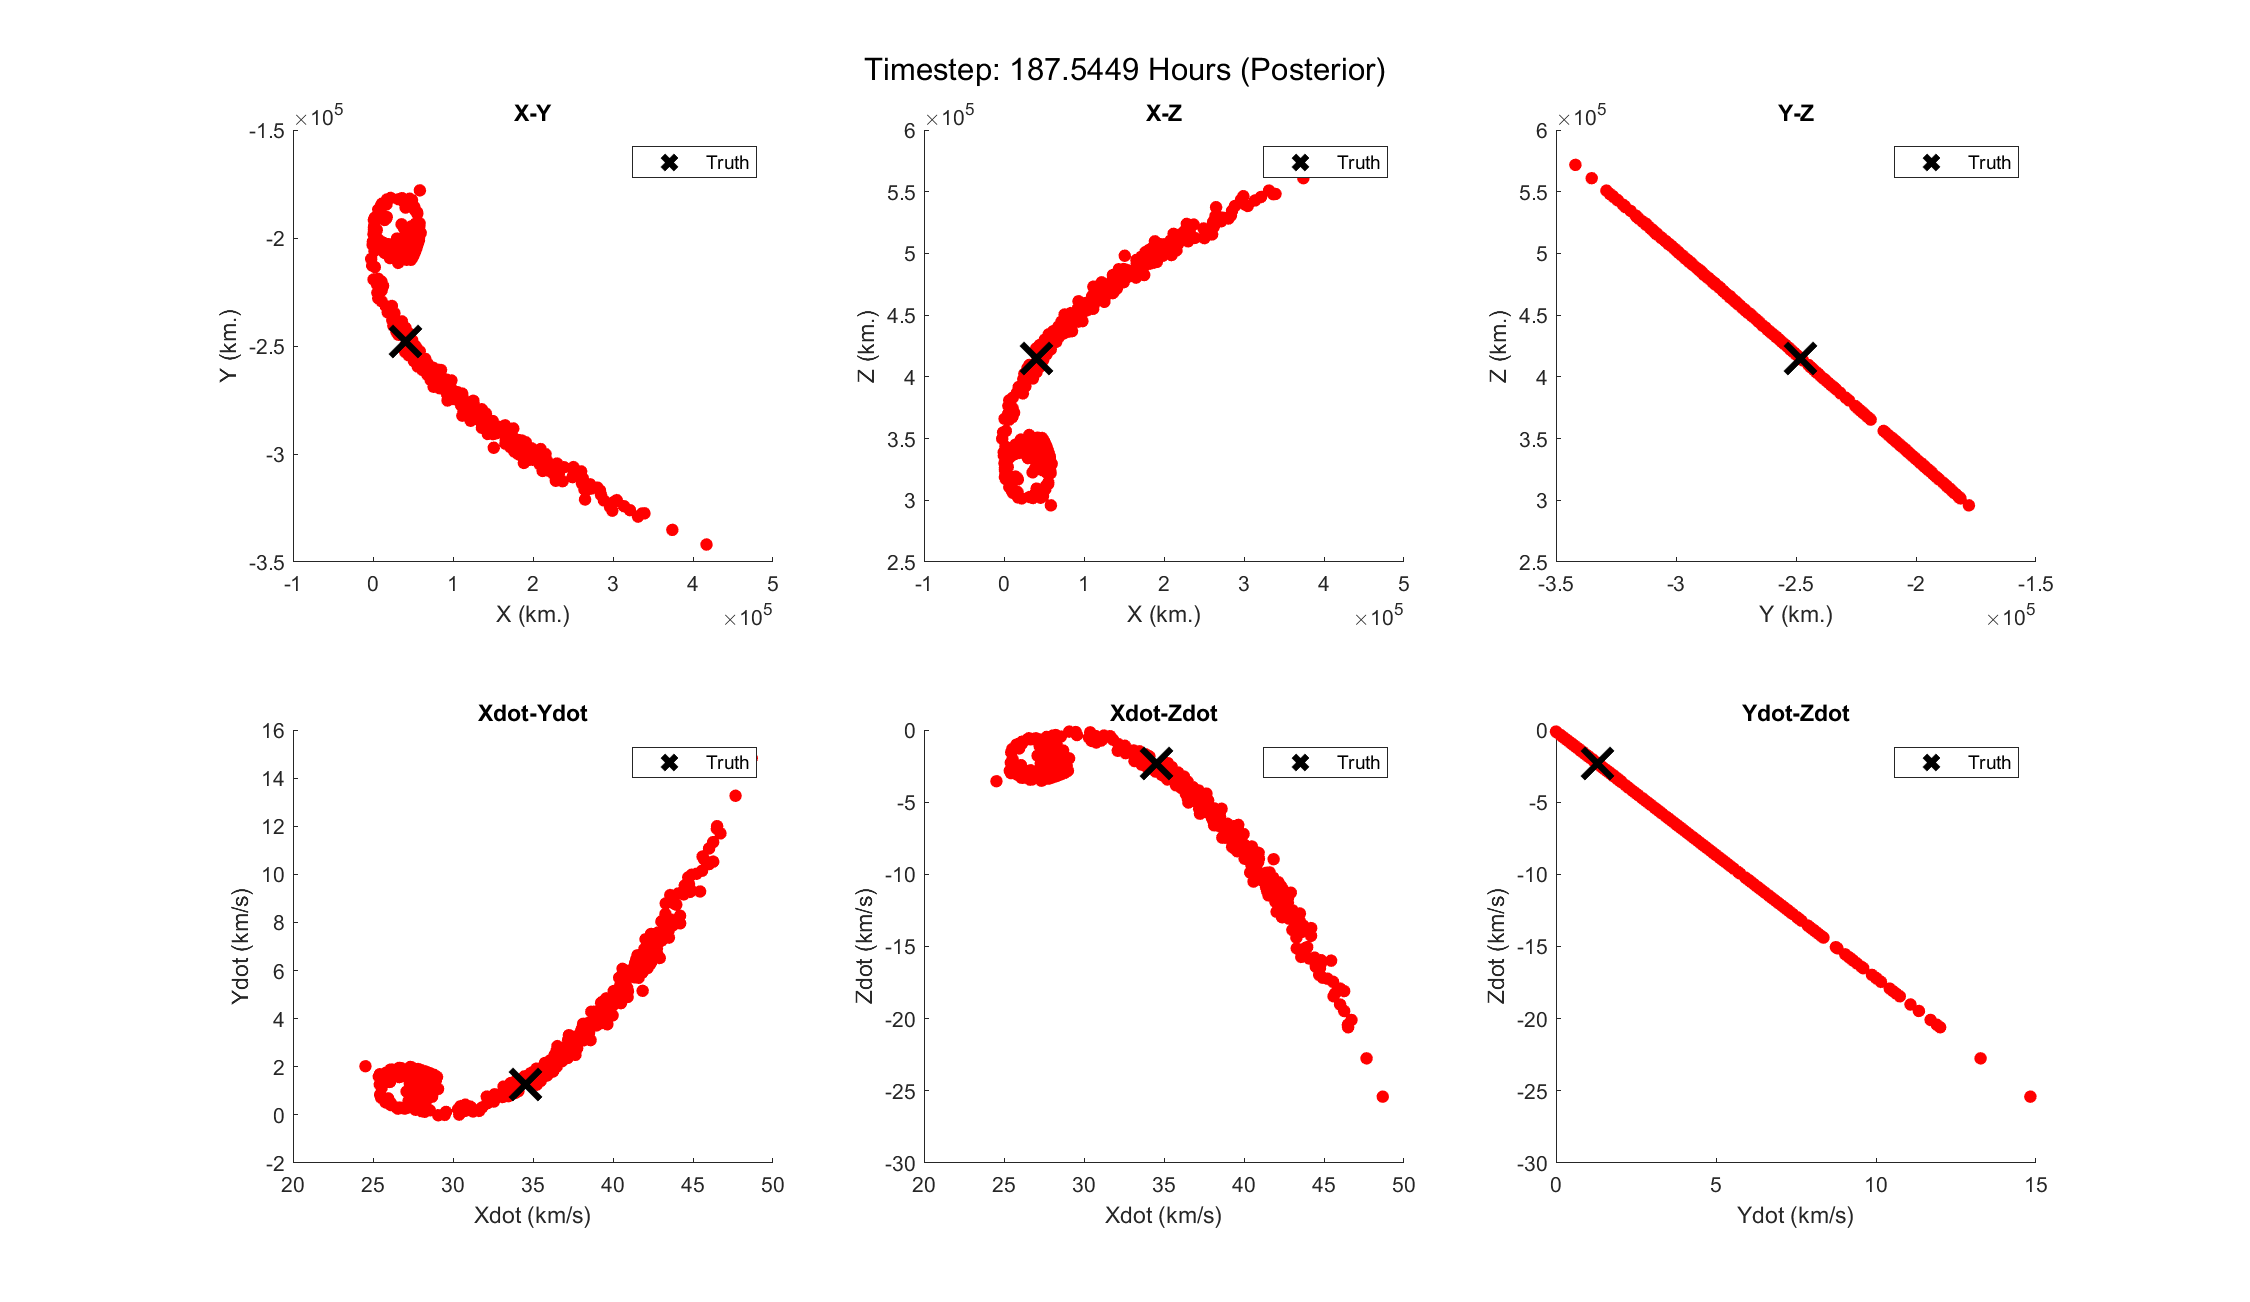 Timestep: 187.5449 Hours (Posterior)
X-Y
×10^5
-1.5
-2
-2.5
-3
-3.5
Y (km.)
Truth
-1 0 1 2 3 4 5
X (km.)
×10^5
X-Z
×10^5
6
5.5
5
4.5
4
3.5
3
2.5
Z (km.)
Truth
-1 0 1 2 3 4 5
X (km.)
×10^5
Y-Z
×10^5
6
5.5
5
4.5
4
3.5
3
2.5
Z (km.)
Truth
-3.5 -3 -2.5 -2 -1.5
Y (km.)
×10^5
Xdot-Ydot
16
14
12
10
8
6
4
2
0
-2
Ydot (km/s)
Truth
20 25 30 35 40 45 50
Xdot (km/s)
Xdot-Zdot
0
-5
-10
-15
-20
-25
-30
Zdot (km/s)
Truth
20 25 30 35 40 45 50
Xdot (km/s)
Ydot-Zdot
0
-5
-10
-15
-20
-25
-30
Zdot (km/s)
Truth
0 5 10 15
Ydot (km/s)